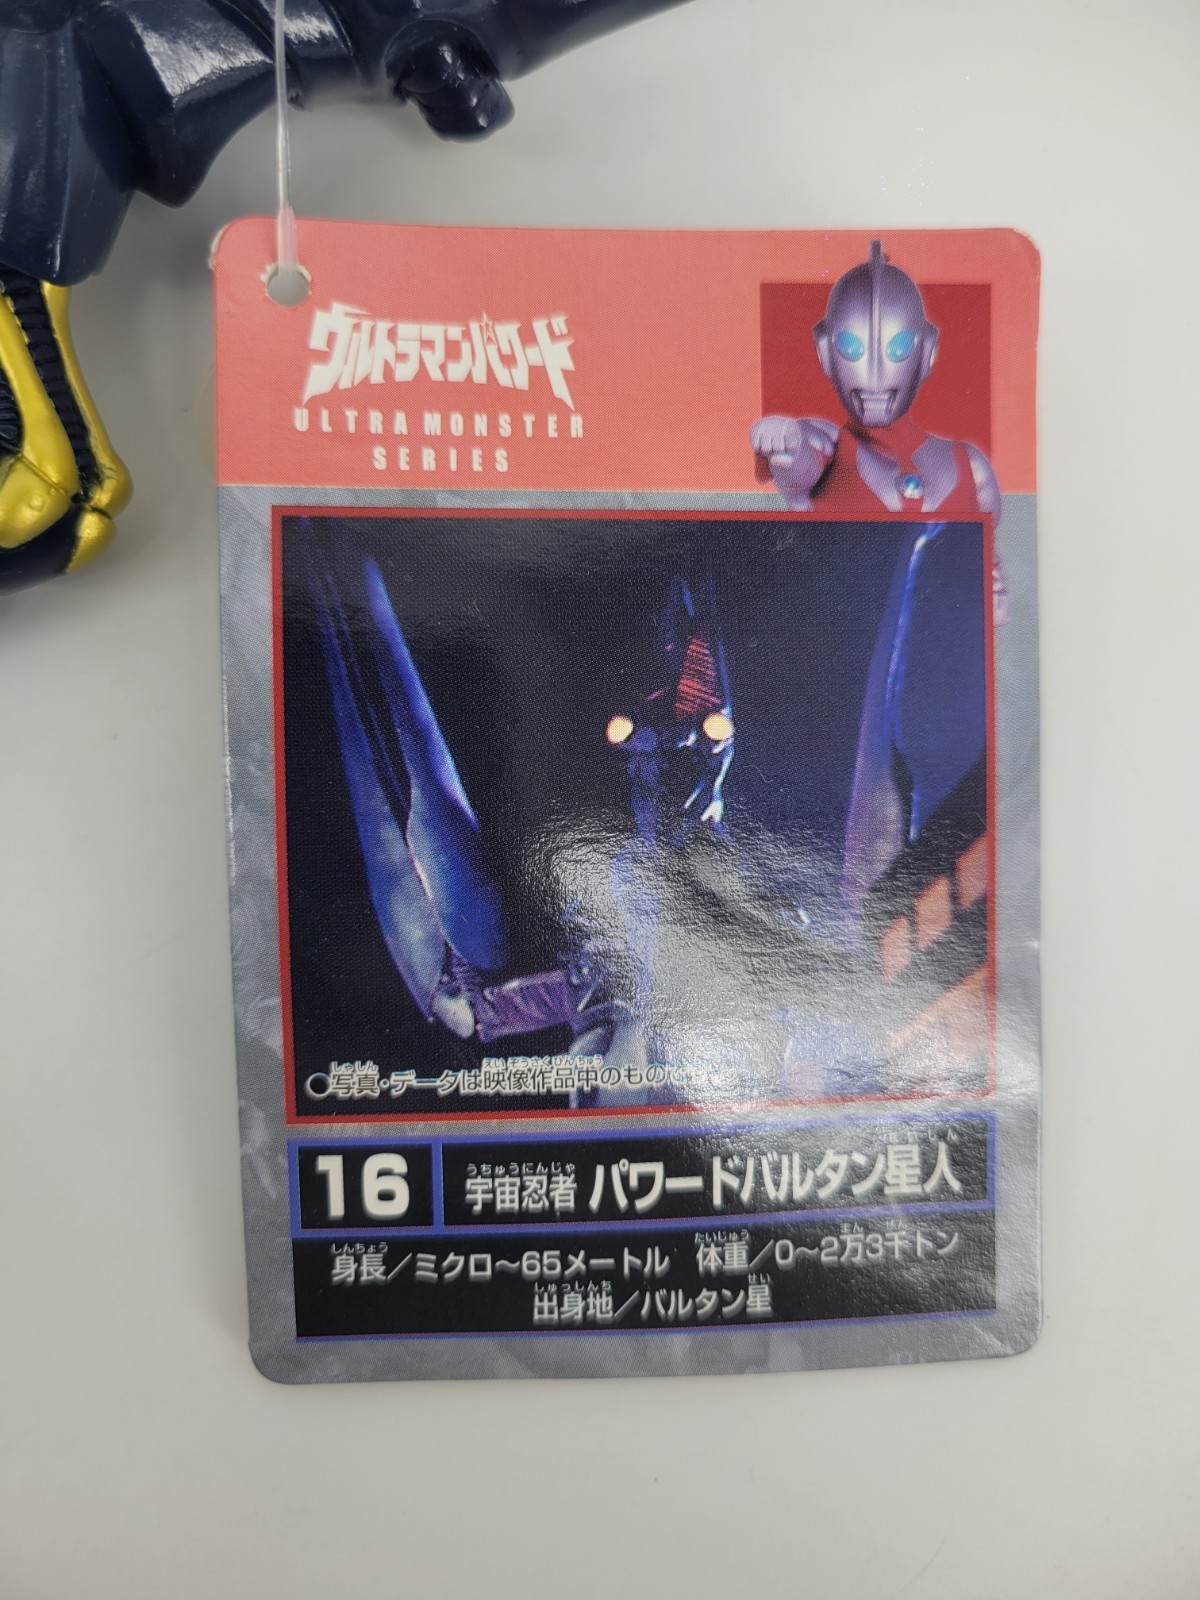 ウルトラマンパワード
ULTRA MONSTER
SERIES
●写真・データは映像作品中のもので
16
宇宙忍者 パワードバルタン星人
身長/ミクロ〜65メートル 体重/0〜2万3千トン
出身地/バルタン星